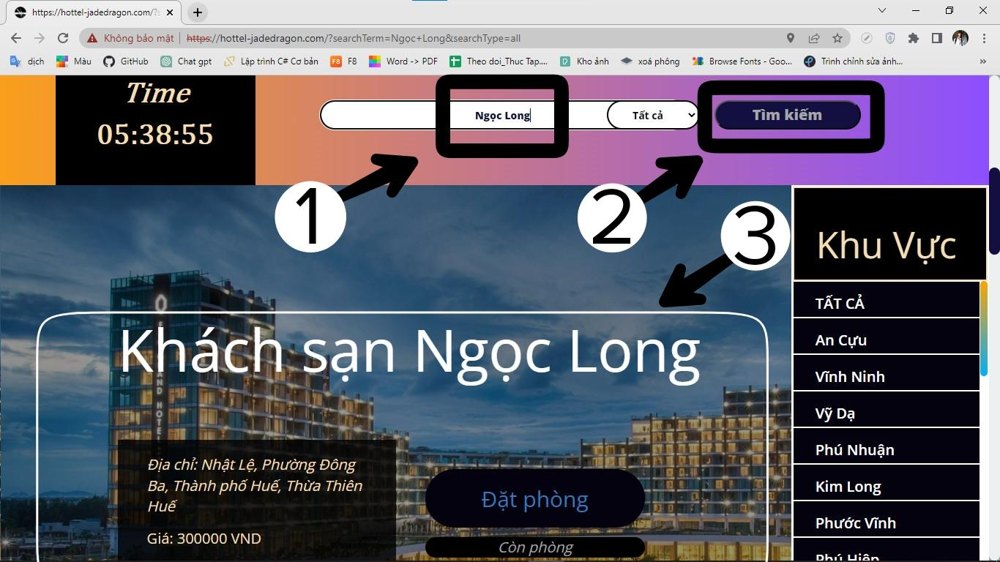 https://hottel-jadedragon.com/?s
Không bảo mật
https://hottel-jadedragon.com/?searchTerm=Ngọc+Long&searchType=all
dịch
Màu
GitHub
Chat gpt
Lập trình C# Cơ bản
F8
F8
Word -> PDF
Theo doi_Thuc Tap....
Kho ảnh
xoá phông
Browse Fonts - Goo...
Trình chỉnh sửa ảnh...
Time
05:38:55
Ngọc Long
Tất cả
Tìm kiếm
1
2
3
Khách sạn Ngọc Long
Địa chỉ: Nhật Lệ, Phường Đông
Ba, Thành phố Huế, Thừa Thiên
Huế
Giá: 300000 VND
Đặt phòng
Còn phòng
Khu Vực
TẤT CẢ
An Cựu
Vĩnh Ninh
Vỹ Dạ
Phú Nhuận
Kim Long
Phước Vĩnh
Phú Hiệp